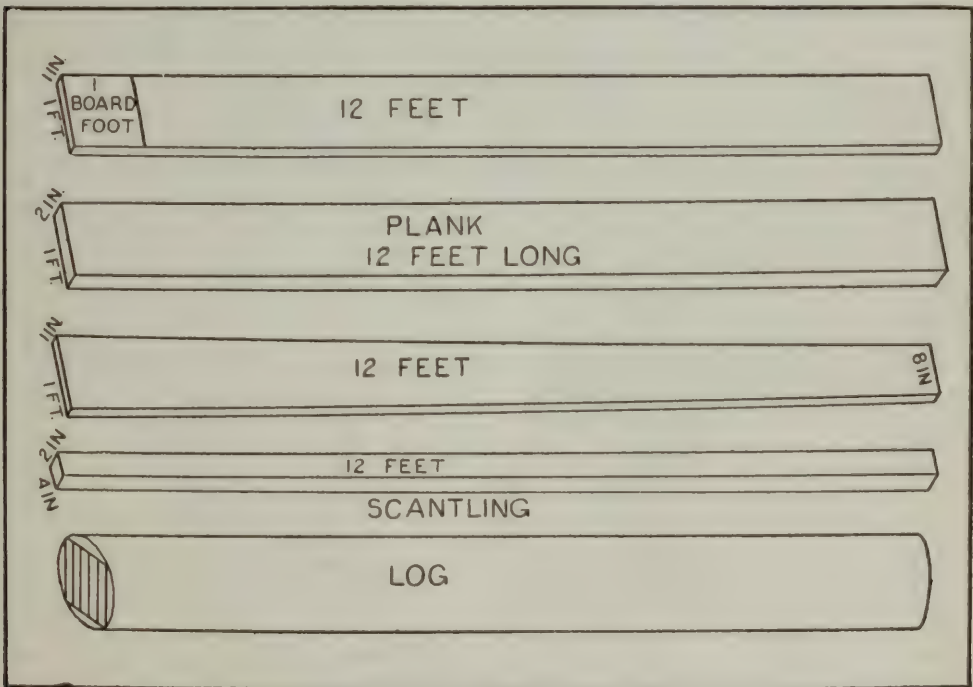 1 IN.
1 FT.
1
BOARD
FOOT
12 FEET
2 IN.
1 FT.
PLANK
12 FEET LONG
1 IN.
1 FT.
12 FEET
8 IN
2 IN
4 IN
12 FEET
SCANTLING
LOG